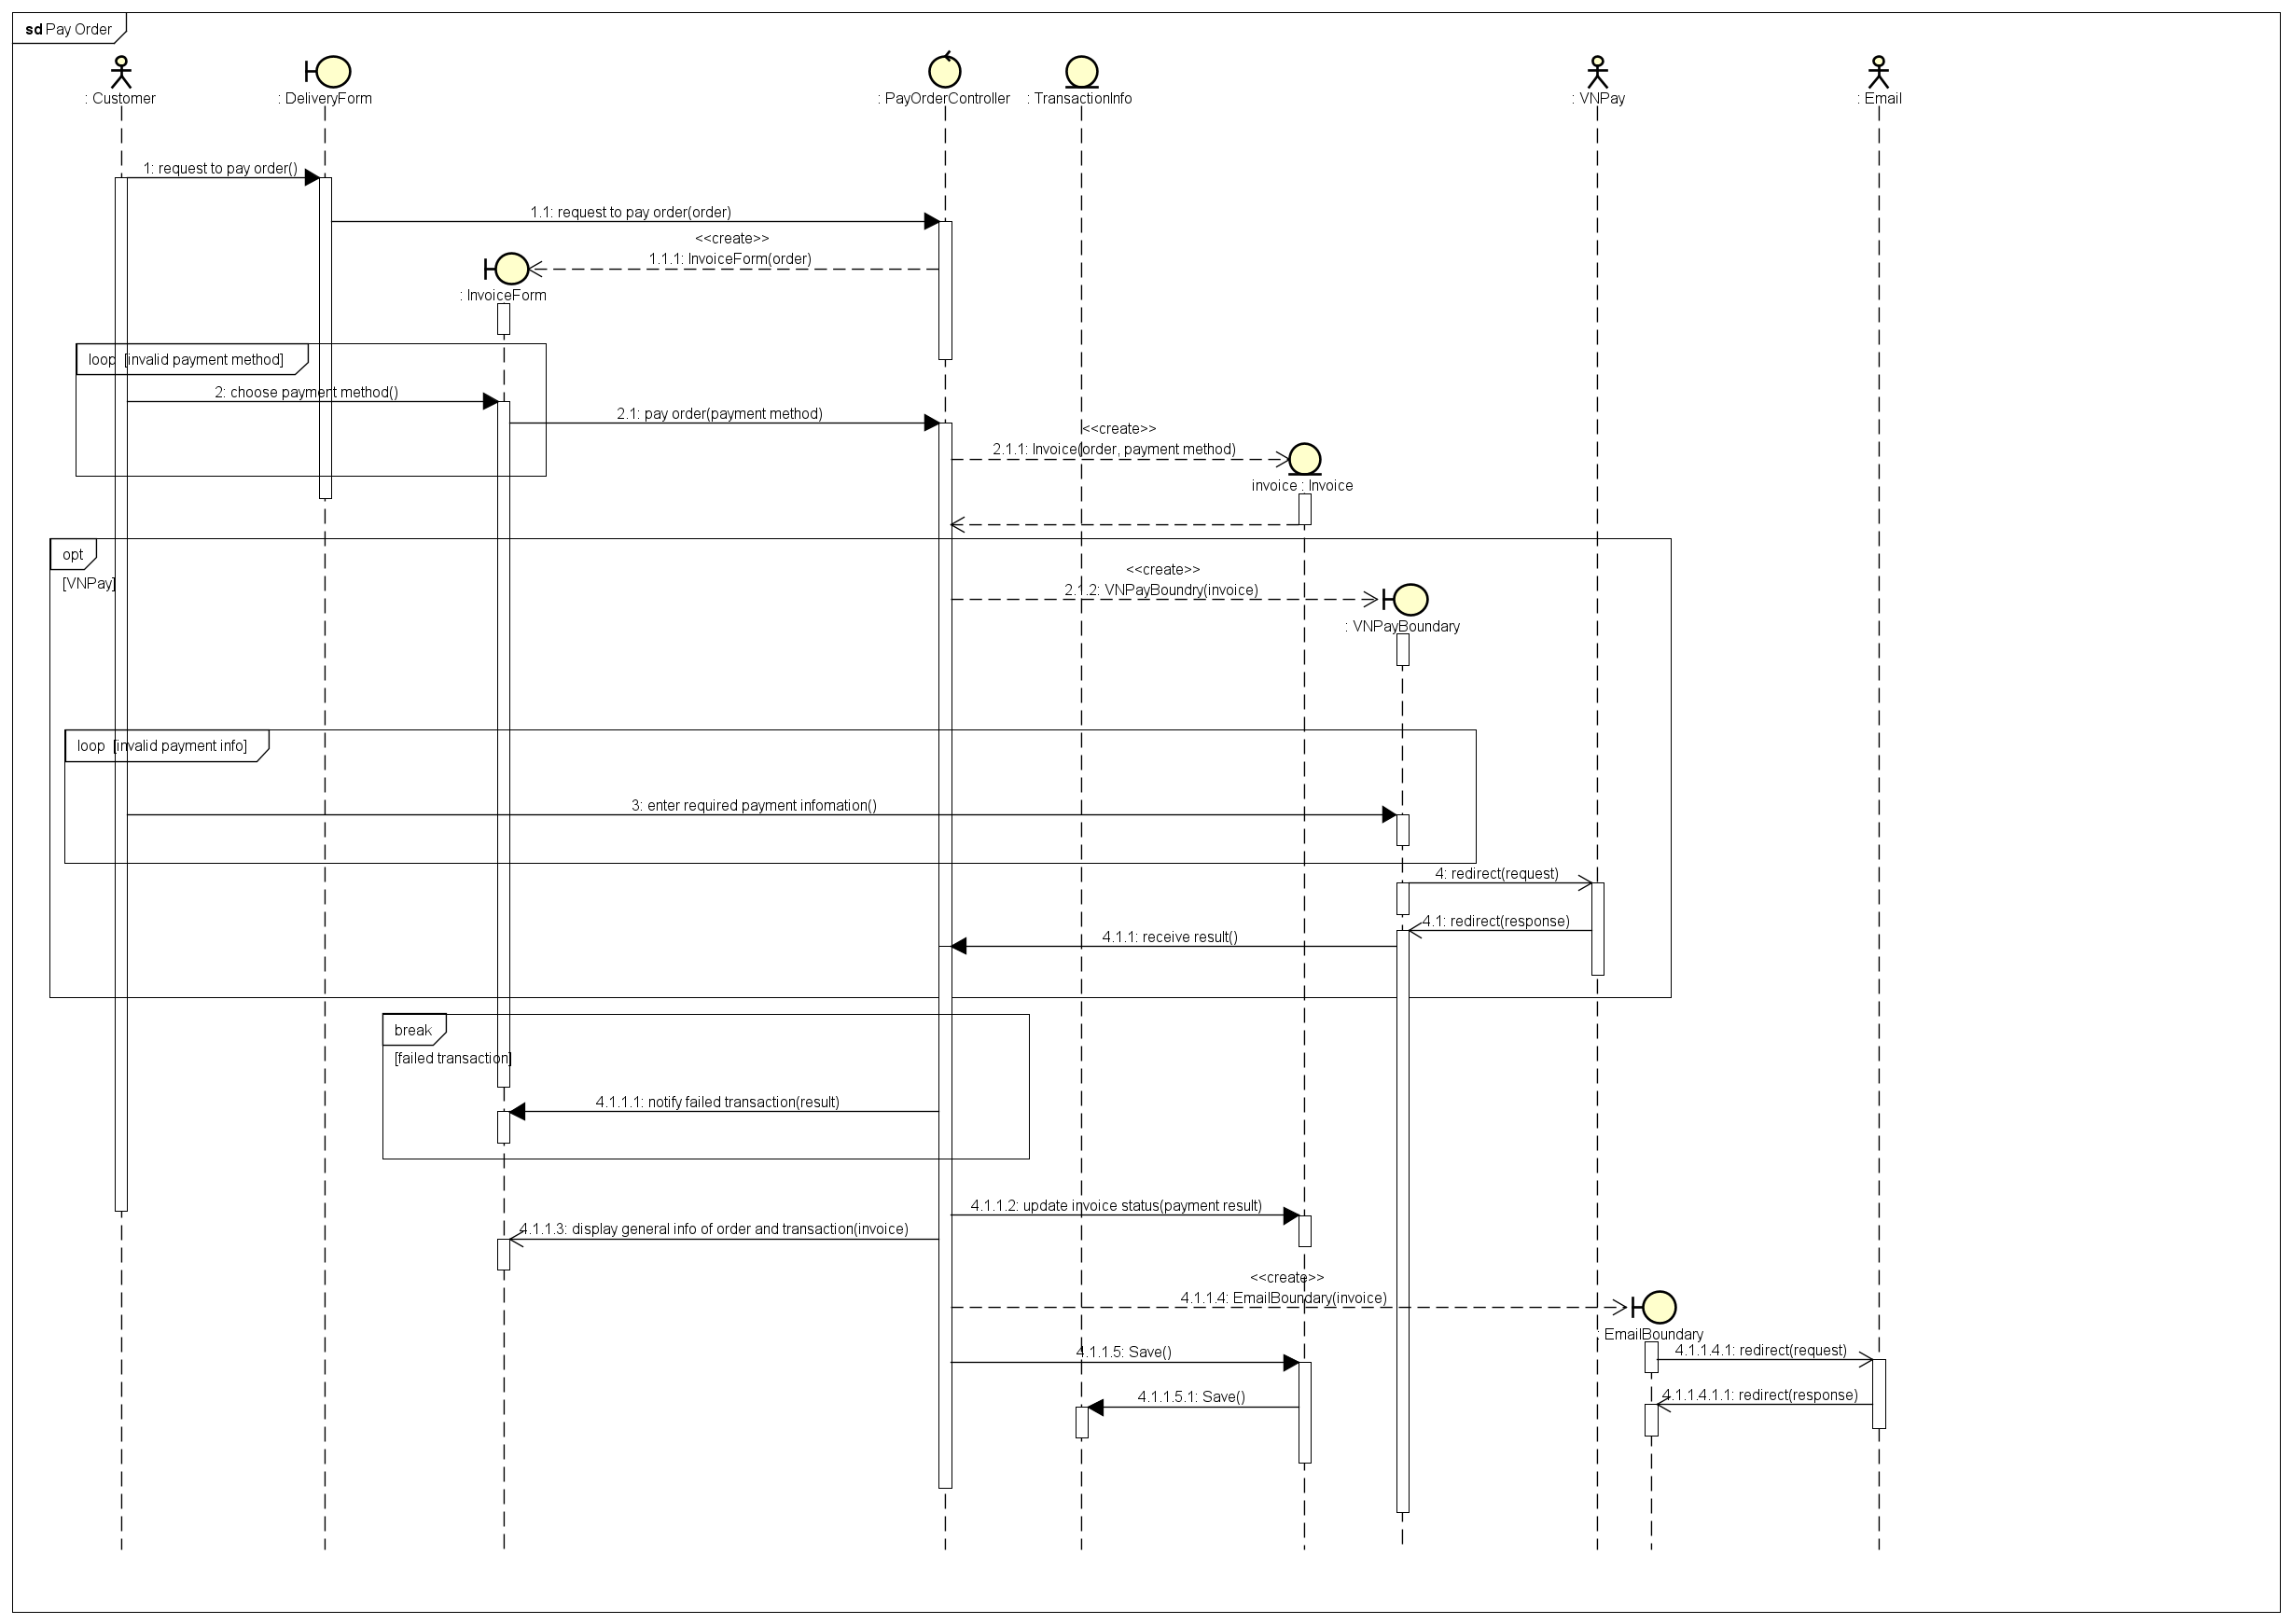 sd Pay Order
: Customer
: DeliveryForm
: PayOrderController
: TransactionInfo
: VNPay
: Email
1: request to pay order()
1.1: request to pay order(order)
<<create>>
1.1.1: InvoiceForm(order)
: InvoiceForm
loop [invalid payment method]
2: choose payment method()
2.1: pay order(payment method)
<<create>>
2.1.1: Invoice(order, payment method)
invoice : Invoice
opt
[VNPay]
<<create>>
2.1.2: VNPayBoundry(invoice)
: VNPayBoundary
loop [invalid payment info]
3: enter required payment infomation()
4: redirect(request)
4.1: redirect(response)
4.1.1: receive result()
break
[failed transaction]
4.1.1.1: notify failed transaction(result)
4.1.1.2: update invoice status(payment result)
4.1.1.3: display general info of order and transaction(invoice)
<<create>>
4.1.1.4: EmailBoundary(invoice)
: EmailBoundary
4.1.1.4.1: redirect(request)
4.1.1.5: Save()
4.1.1.5.1: Save()
4.1.1.4.1.1: redirect(response)